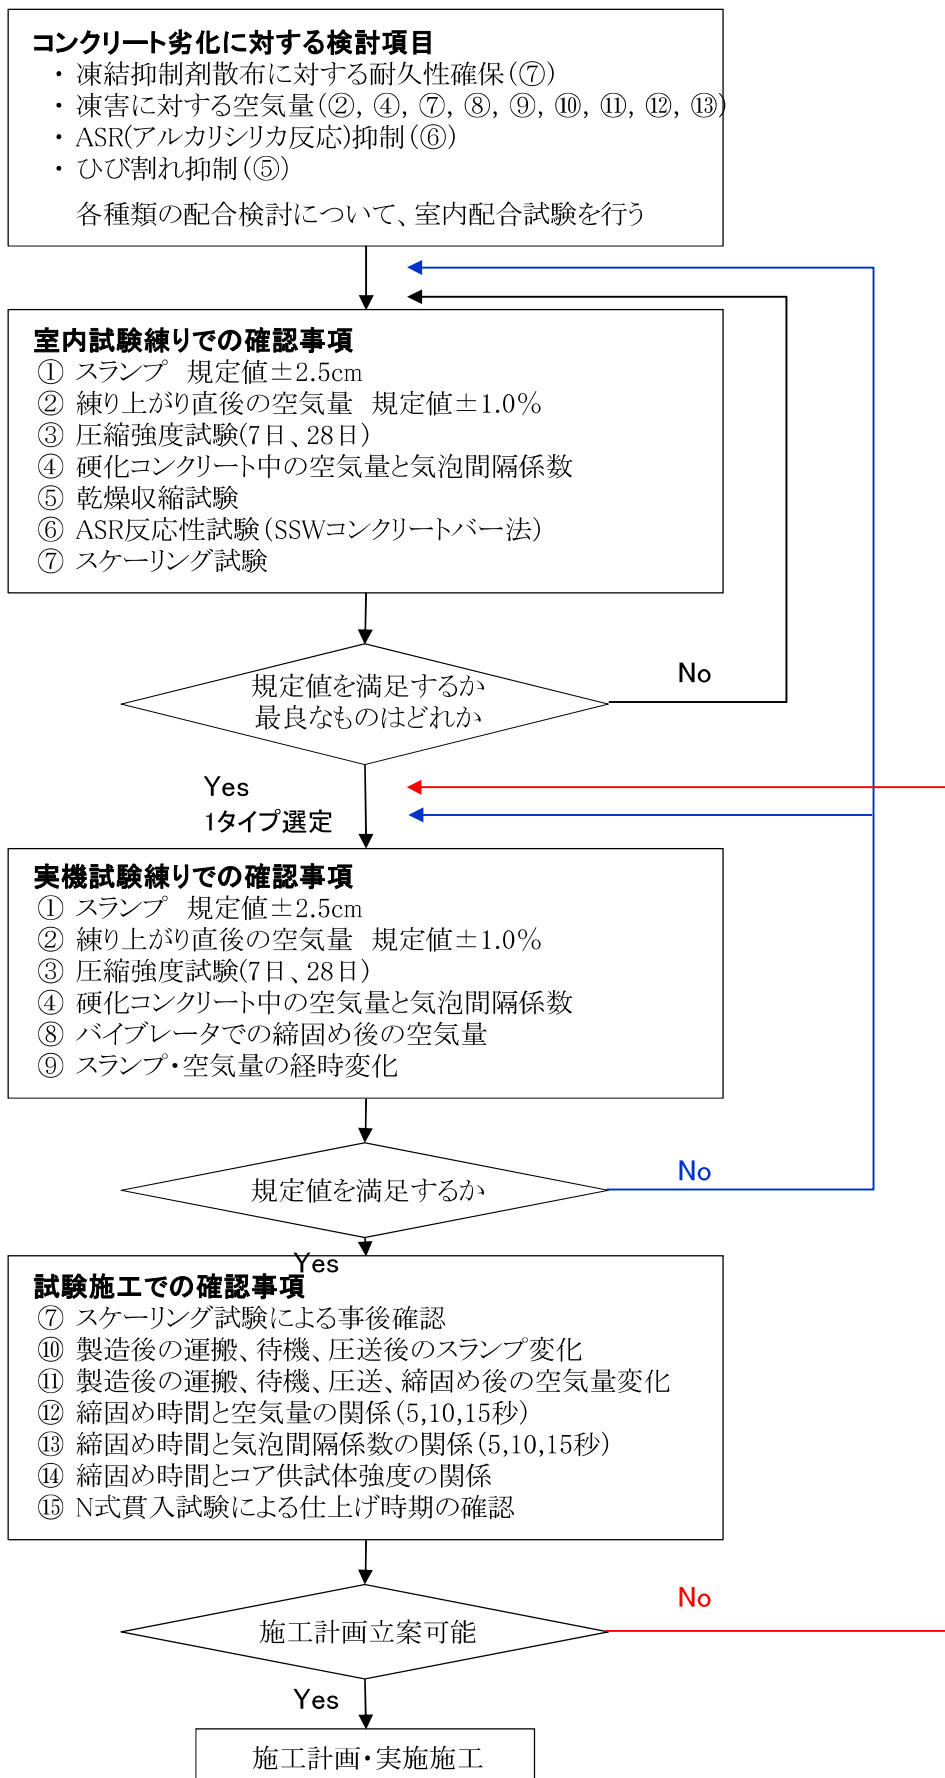 コンクリート劣化に対する検討項目
・ 凍結抑制剤散布に対する耐久性確保(⑦)
・ 凍害に対する空気量(②, ④, ⑦, ⑧, ⑨, ⑩, ⑪, ⑫, ⑬)
・ ASR(アルカリシリカ反応)抑制(⑥)
・ ひび割れ抑制(⑤)
各種類の配合検討について、室内配合試験を行う
室内試験練りでの確認事項
① スランプ 規定値±2.5cm
② 練り上がり直後の空気量 規定値±1.0%
③ 圧縮強度試験(7日、28日)
④ 硬化コンクリート中の空気量と気泡間隔係数
⑤ 乾燥収縮試験
⑥ ASR反応性試験(SSWコンクリートバー法)
⑦ スケーリング試験
規定値を満足するか
最良なものはどれか
No
Yes
1タイプ選定
実機試験練りでの確認事項
① スランプ 規定値±2.5cm
② 練り上がり直後の空気量 規定値±1.0%
③ 圧縮強度試験(7日、28日)
④ 硬化コンクリート中の空気量と気泡間隔係数
⑧ バイブレータでの締固め後の空気量
⑨ スランプ・空気量の経時変化
規定値を満足するか
No
Yes
試験施工での確認事項
⑦ スケーリング試験による事後確認
⑩ 製造後の運搬、待機、圧送後のスランプ変化
⑪ 製造後の運搬、待機、圧送、締固め後の空気量変化
⑫ 締固め時間と空気量の関係(5,10,15秒)
⑬ 締固め時間と気泡間隔係数の関係(5,10,15秒)
⑭ 締固め時間とコア供試体強度の関係
⑮ N式貫入試験による仕上げ時期の確認
施工計画立案可能
No
Yes
施工計画・実施施工